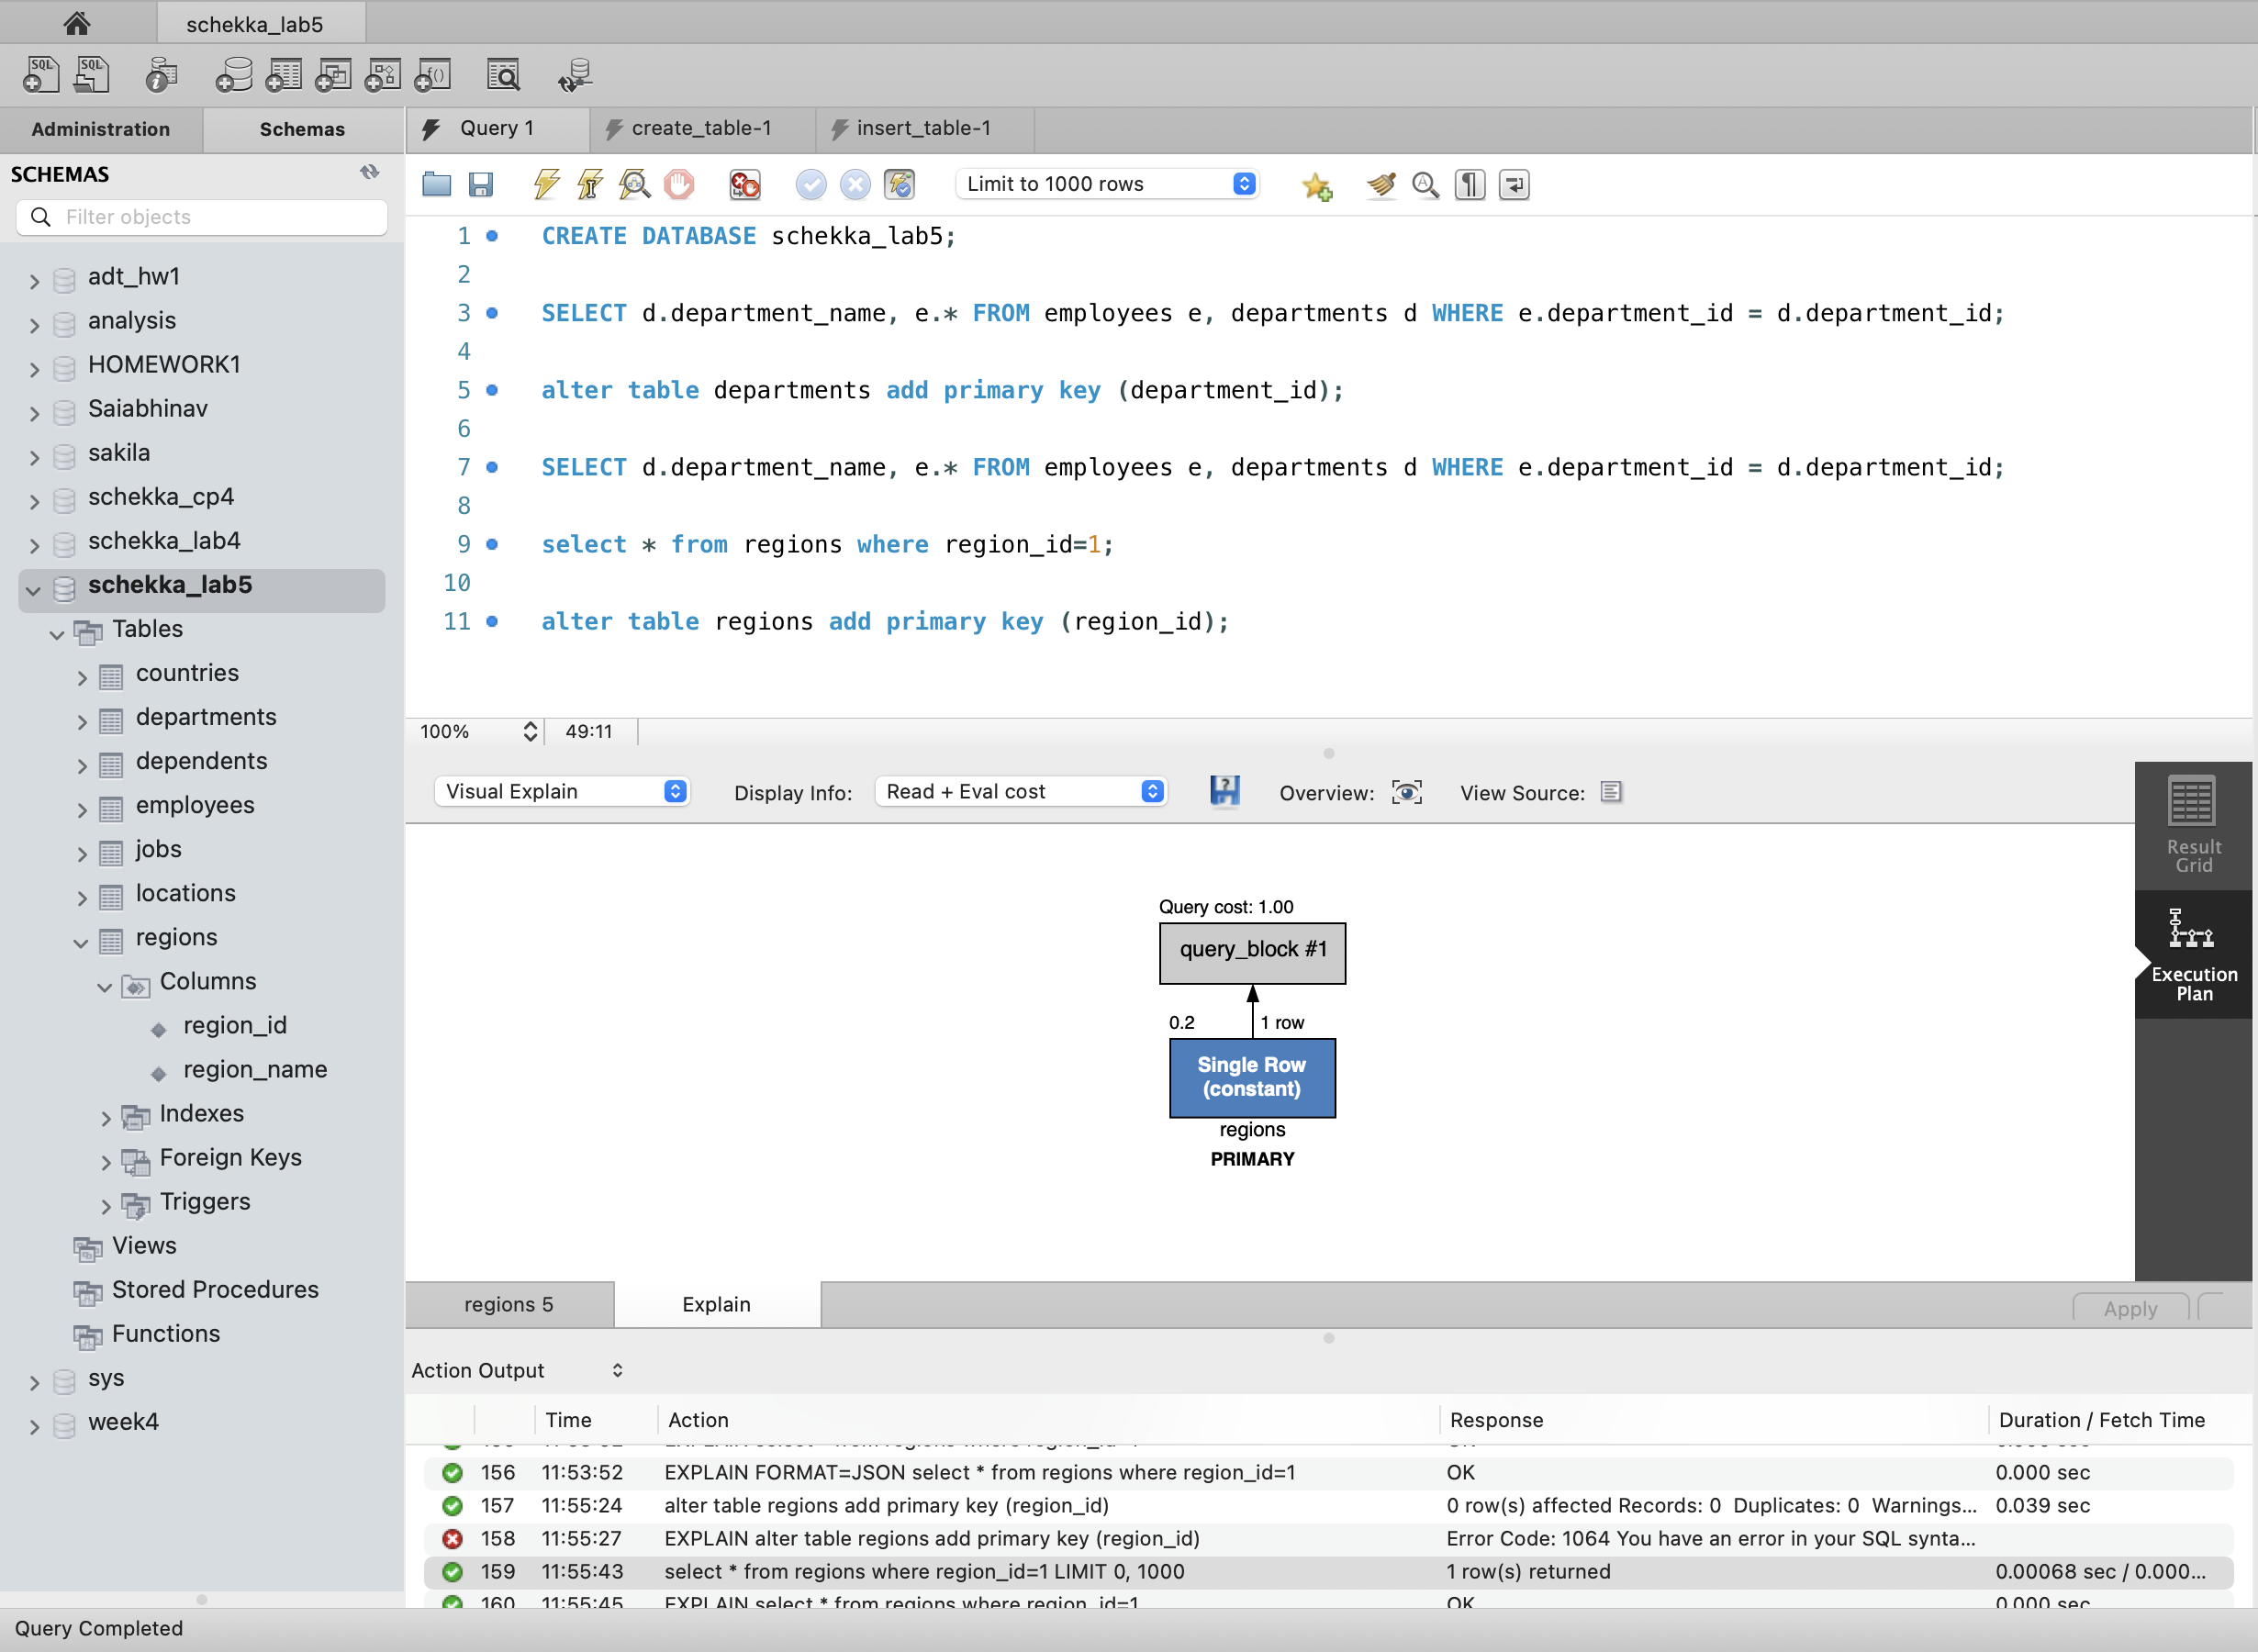 schekka_lab5
SQL SQL
Administration Schemas
Query 1 create_table-1 insert_table-1
SCHEMAS
Filter objects
adt_hw1
analysis
HOMEWORK1
Saiabhinav
sakila
schekka_cp4
schekka_lab4
schekka_lab5
Tables
countries
departments
dependents
employees
jobs
locations
regions
Columns
region_id
region_name
Indexes
Foreign Keys
Triggers
Views
Stored Procedures
Functions
sys
week4
Limit to 1000 rows
1 CREATE DATABASE schekka_lab5;
2
3 SELECT d.department_name, e.* FROM employees e, departments d WHERE e.department_id = d.department_id;
4
5 alter table departments add primary key (department_id);
6
7 SELECT d.department_name, e.* FROM employees e, departments d WHERE e.department_id = d.department_id;
8
9 select * from regions where region_id=1;
10
11 alter table regions add primary key (region_id);
100% 49:11
Visual Explain Display Info: Read + Eval cost Overview: View Source:
Query cost: 1.00
query_block #1
0.2 1 row
Single Row
(constant)
regions
PRIMARY
Result
Grid
Execution
Plan
regions 5 Explain Apply
Action Output
Time Action Response Duration / Fetch Time
156 11:53:52 EXPLAIN FORMAT=JSON select * from regions where region_id=1 OK 0.000 sec
157 11:55:24 alter table regions add primary key (region_id) 0 row(s) affected Records: 0 Duplicates: 0 Warnings... 0.039 sec
158 11:55:27 EXPLAIN alter table regions add primary key (region_id) Error Code: 1064 You have an error in your SQL synta...
159 11:55:43 select * from regions where region_id=1 LIMIT 0, 1000 1 row(s) returned 0.00068 sec / 0.000...
160 11:55:45 EXPLAIN select * from regions where region_id=1 OK 0.000 sec
Query Completed